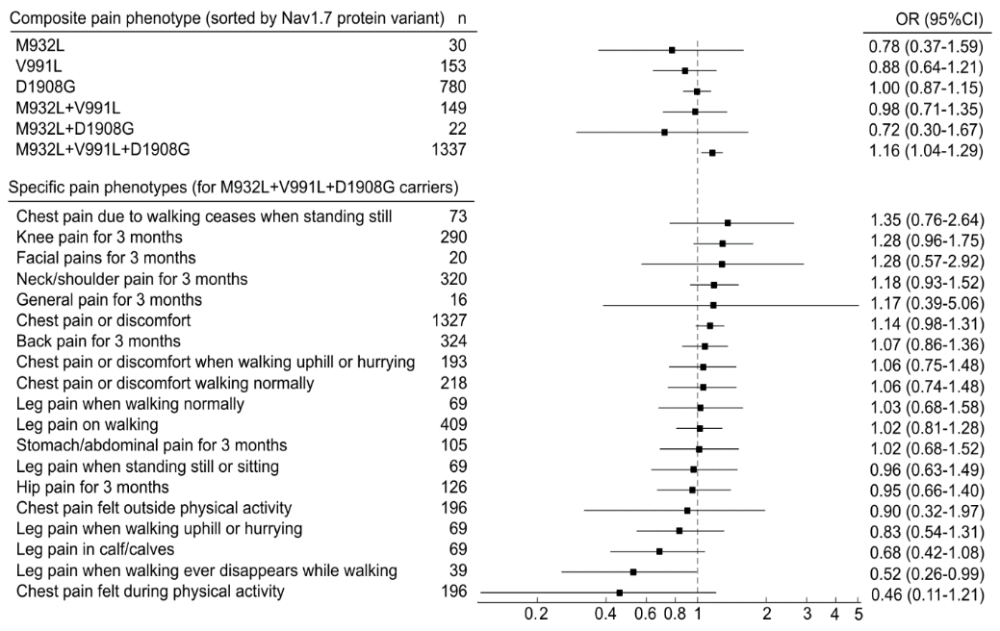 Composite pain phenotype (sorted by Nav1.7 protein variant) n OR (95%CI)
M932L 30 0.78 (0.37-1.59)
V991L 153 0.88 (0.64-1.21)
D1908G 780 1.00 (0.87-1.15)
M932L+V991L 149 0.98 (0.71-1.35)
M932L+D1908G 22 0.72 (0.30-1.67)
M932L+V991L+D1908G 1337 1.16 (1.04-1.29)
Specific pain phenotypes (for M932L+V991L+D1908G carriers)
Chest pain due to walking ceases when standing still 73 1.35 (0.76-2.64)
Knee pain for 3 months 290 1.28 (0.96-1.75)
Facial pains for 3 months 20 1.28 (0.57-2.92)
Neck/shoulder pain for 3 months 320 1.18 (0.93-1.52)
General pain for 3 months 16 1.17 (0.39-5.06)
Chest pain or discomfort 1327 1.14 (0.98-1.31)
Back pain for 3 months 324 1.07 (0.86-1.36)
Chest pain or discomfort when walking uphill or hurrying 193 1.06 (0.75-1.48)
Chest pain or discomfort walking normally 218 1.06 (0.74-1.48)
Leg pain when walking normally 69 1.03 (0.68-1.58)
Leg pain on walking 409 1.02 (0.81-1.28)
Stomach/abdominal pain for 3 months 105 1.02 (0.68-1.52)
Leg pain when standing still or sitting 69 0.96 (0.63-1.49)
Hip pain for 3 months 126 0.95 (0.66-1.40)
Chest pain felt outside physical activity 196 0.90 (0.32-1.97)
Leg pain when walking uphill or hurrying 69 0.83 (0.54-1.31)
Leg pain in calf/calves 69 0.68 (0.42-1.08)
Leg pain when walking ever disappears while walking 39 0.52 (0.26-0.99)
Chest pain felt during physical activity 196 0.46 (0.11-1.21)
0.2 0.4 0.6 0.8 1 2 3 4 5